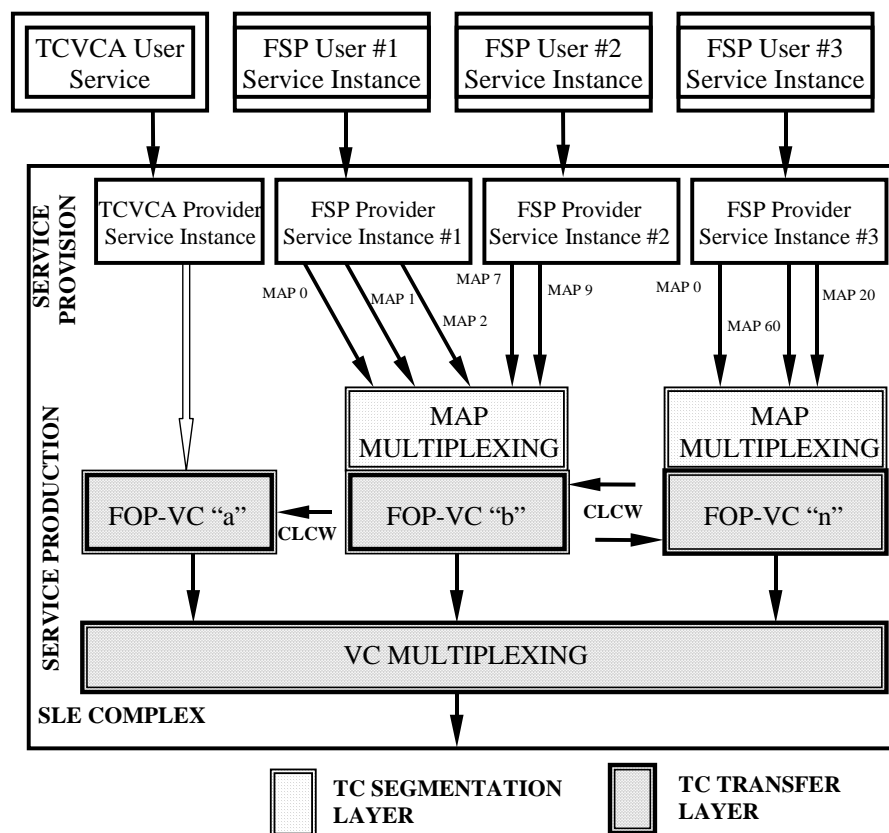 TCVCA User
Service
FSP User #1
Service Instance
FSP User #2
Service Instance
FSP User #3
Service Instance
SERVICE
PROVISION
TCVCA Provider
Service Instance
FSP Provider
Service Instance #1
FSP Provider
Service Instance #2
FSP Provider
Service Instance #3
MAP 0
MAP 1
MAP 2
MAP 7
MAP 9
MAP 0
MAP 60
MAP 20
SERVICE PRODUCTION
MAP
MULTIPLEXING
MAP
MULTIPLEXING
FOP-VC “a”
CLCW
FOP-VC “b”
CLCW
FOP-VC “n”
VC MULTIPLEXING
SLE COMPLEX
TC SEGMENTATION
LAYER
TC TRANSFER
LAYER